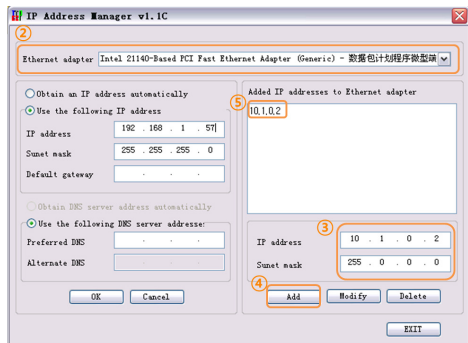 IP Address Manager v1.1C
②
Ethernet adapter Intel 21140-Based PCI Fast Ethernet Adapter (Generic) - 数据包计划程序微型端
Obtain an IP address automatically
Use the following IP address
IP address 192 . 168 . 1 . 57
Sunet mask 255 . 255 . 255 . 0
Default gateway . . .
Obtain DNS server address automatically
Use the following DNS server addresse:
Preferred DNS . . .
Alternate DNS . . .
OK Cancel
Added IP addresses to Ethernet adapter
⑤
10,1,0,2
③
IP address 10 . 1 . 0 . 2
Sunet mask 255 . 0 . 0 . 0
④
Add Modify Delete
EXIT